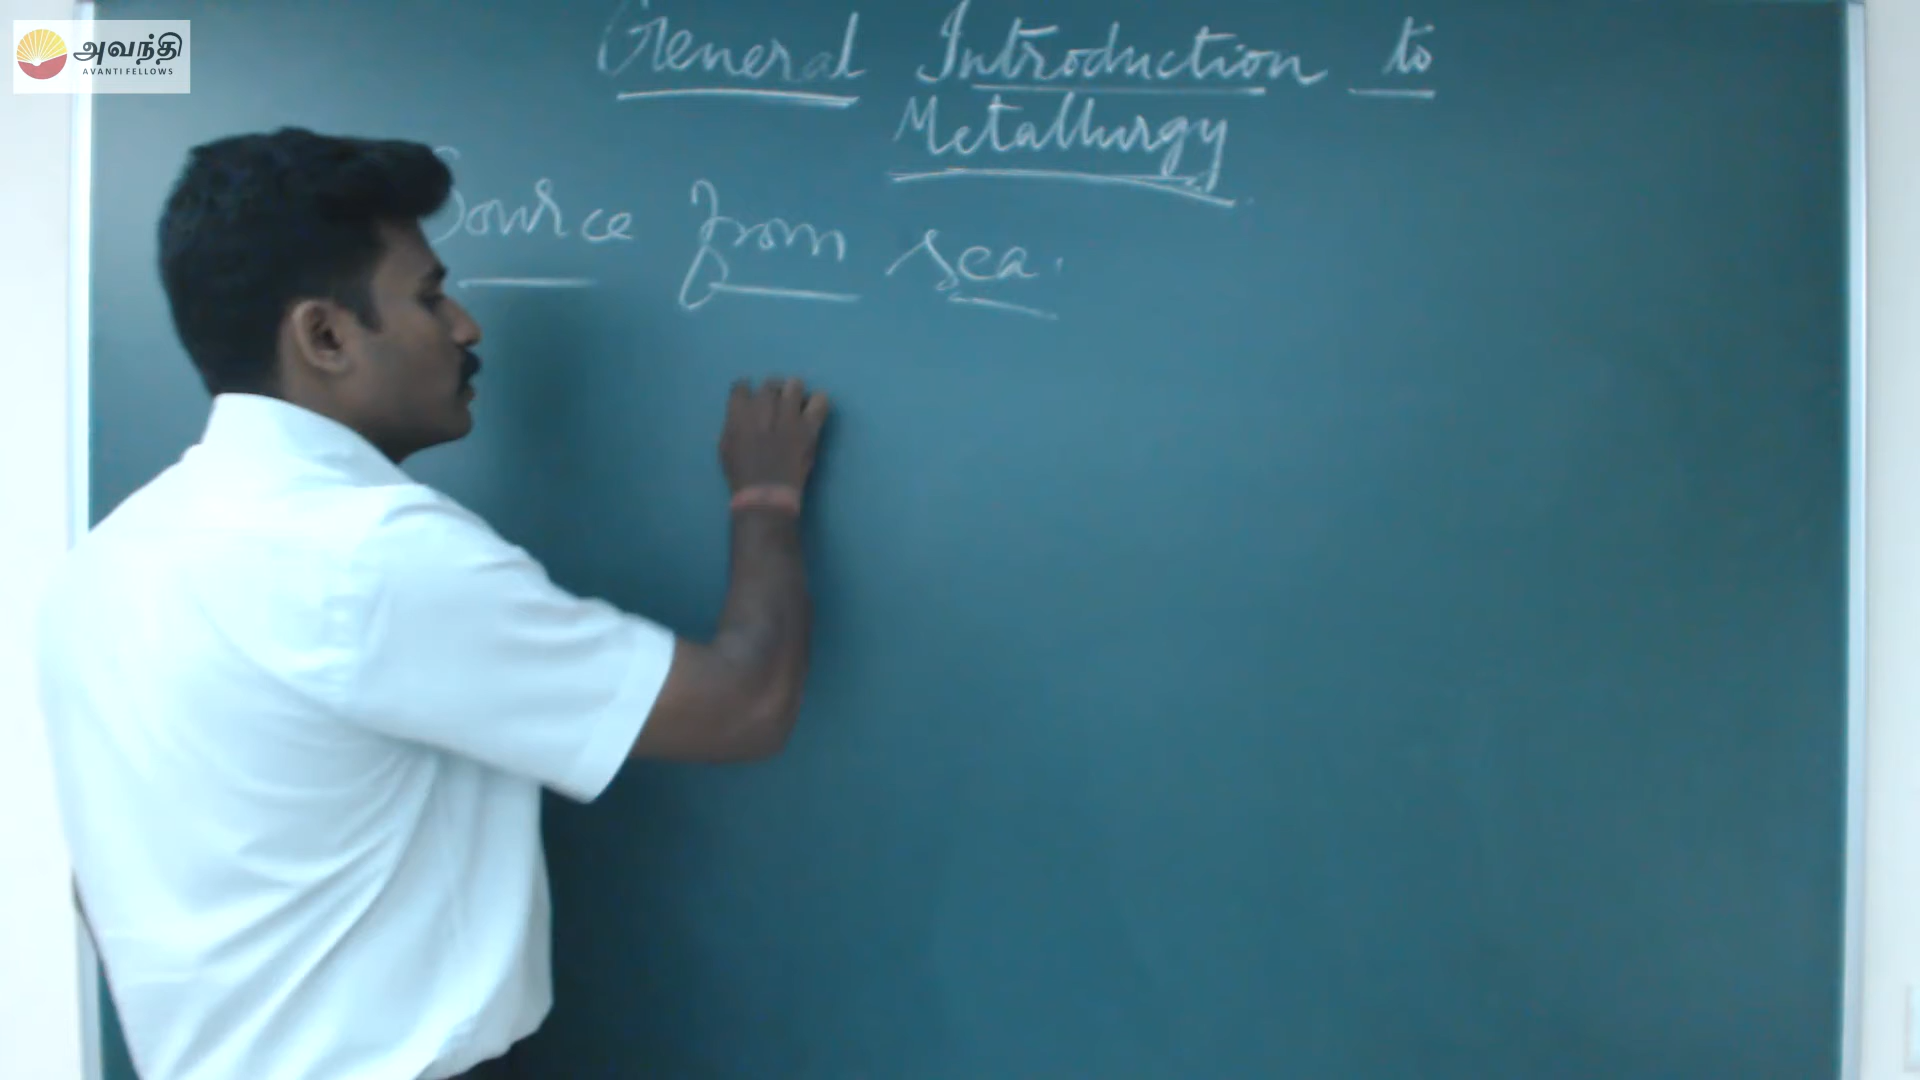 அவந்தி
AVANTI FELLOWS
General Introduction to
Metallurgy
Source from sea.